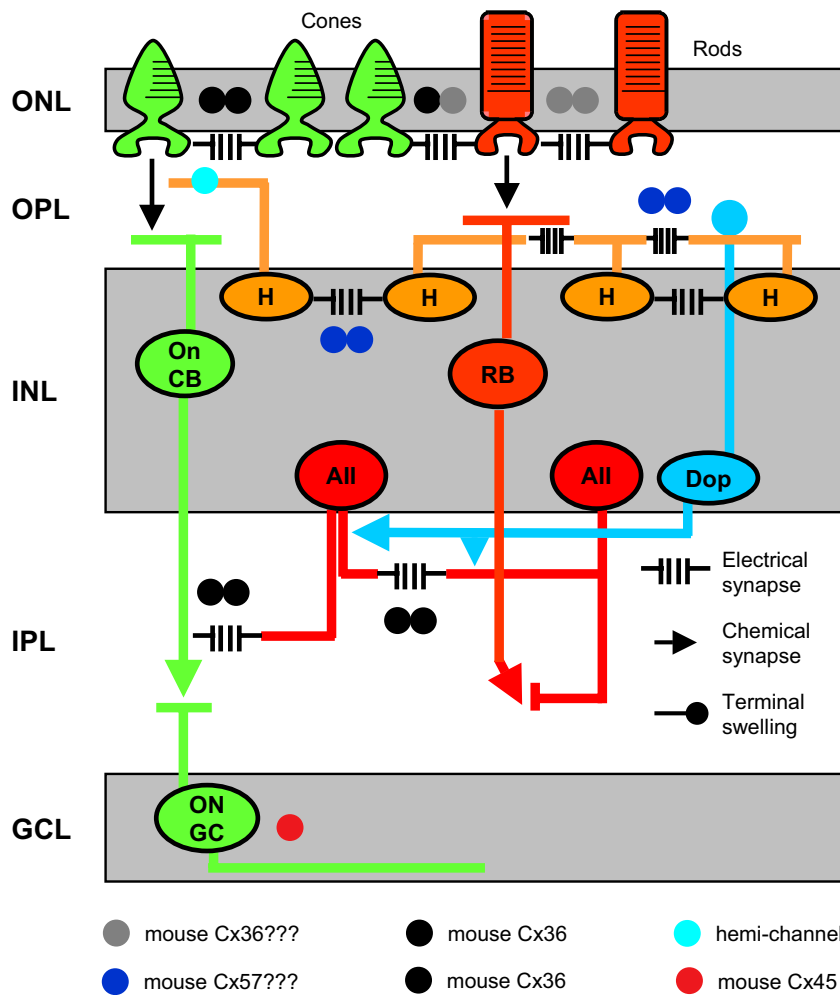 Cones
Rods
ONL
OPL
H
H
H
H
On
CB
RB
INL
AII
AII
Dop
Electrical
synapse
IPL
Chemical
synapse
Terminal
swelling
ON
GC
GCL
mouse Cx36???
mouse Cx36
hemi-channel
mouse Cx57???
mouse Cx36
mouse Cx45